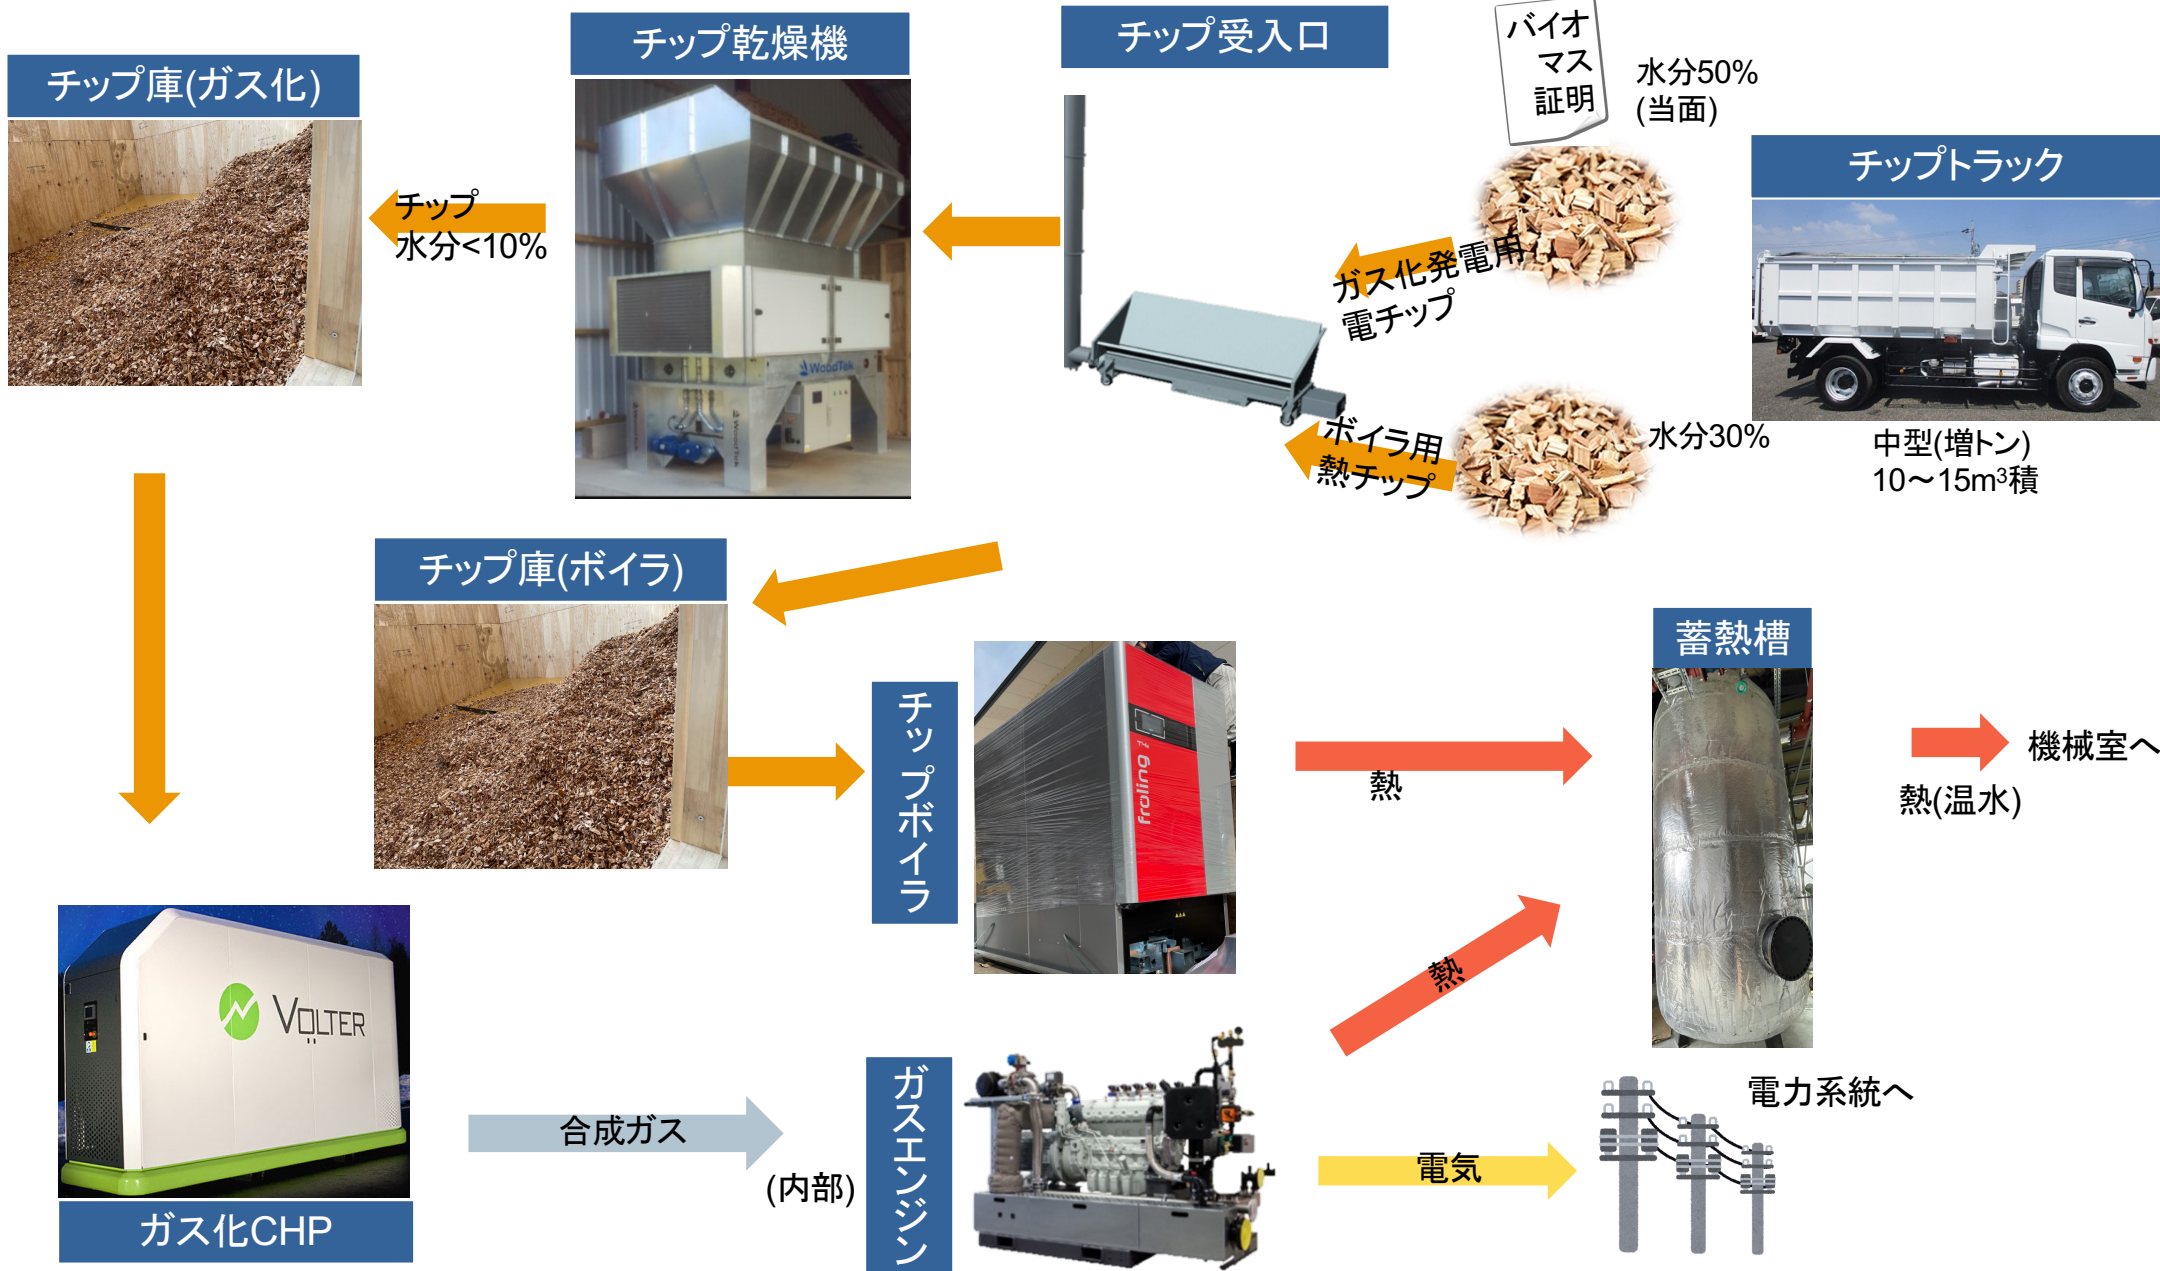 チップ庫(ガス化)
チップ乾燥機
チップ受入口
バイオ
マス
証明
水分50%
(当面)
チップトラック
チップ
水分<10%
ガス化発電用
電チップ
WoodTek
WoodTek
ボイラ用
熱チップ
水分30%
中型(増トン)
10～15m³積
チップ庫(ボイラ)
チップボイラ
froling
熱
蓄熱槽
機械室へ
熱(温水)
熱
VOLTER
ガス化CHP
合成ガス
(内部)
ガスエンジン
電気
電力系統へ